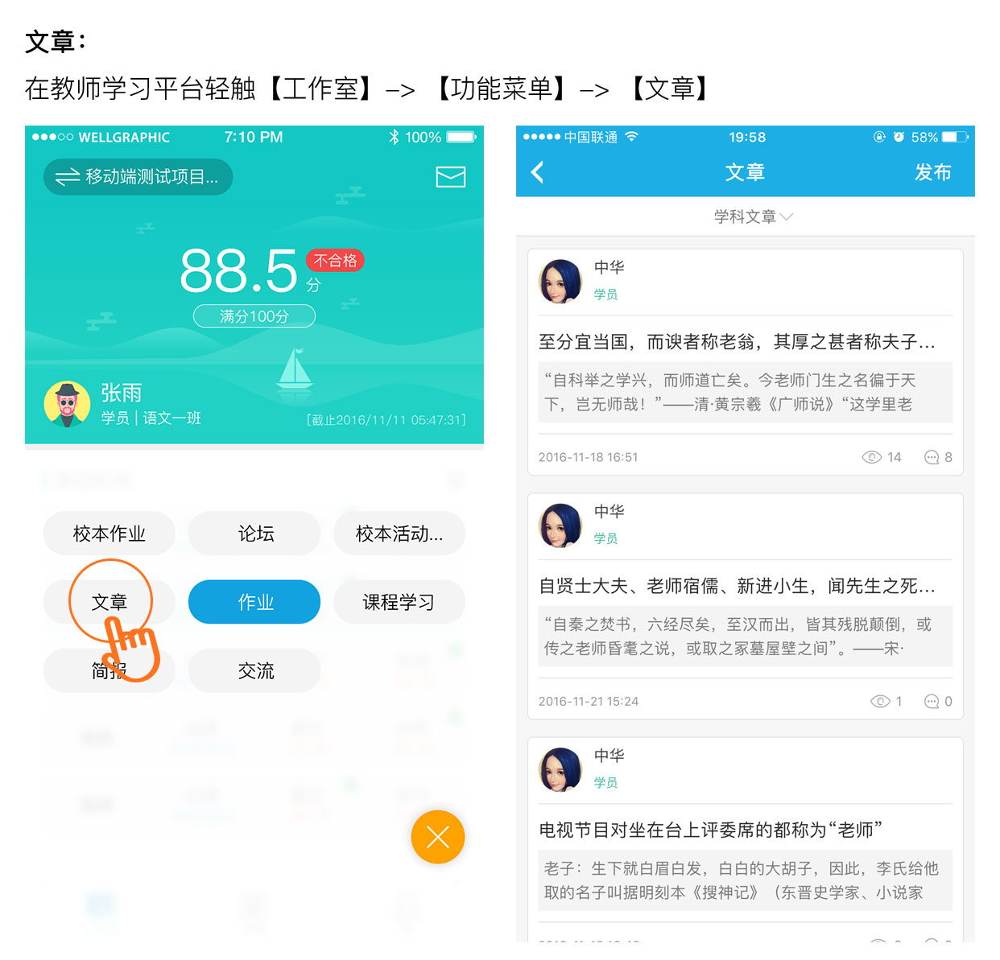 文章：
在教师学习平台轻触【工作室】–> 【功能菜单】–> 【文章】
WELLGRAPHIC 7:10 PM 100%
移动端测试项目...
88.5 不合格
分
满分100分
张雨
学员 | 语文一班
[截止2016/11/11 05:47:31]
校本作业 论坛 校本活动...
文章 作业 课程学习
简报 交流
中国联通 19:58 58%
文章 发布
学科文章
中华
学员
至分宜当国，而谀者称老翁，其厚之甚者称夫子...
“自科举之学兴，而师道亡矣。今老师门生之名徧于天
下，岂无师哉！”——清·黄宗羲《广师说》“这学里老
2016-11-18 16:51 14 8
中华
学员
自贤士大夫、老师宿儒、新进小生，闻先生之死...
“自秦之焚书，六经尽矣，至汉而出，皆其残脱颠倒，或
传之老师昏耄之说，或取之冢墓屋壁之间”。——宋·
2016-11-21 15:24 1 0
中华
学员
电视节目对坐在台上评委席的都称为“老师”
老子：生下就白眉白发，白白的大胡子，因此，李氏给他
取的名子叫据明刻本《搜神记》（东晋史学家、小说家